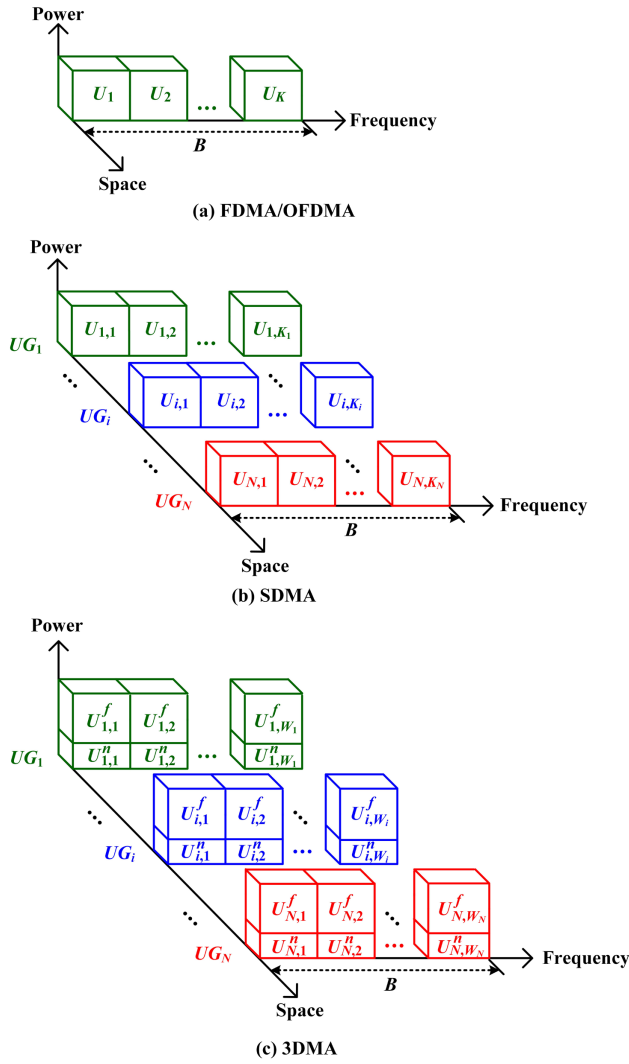 Power
U1 U2 ... UK
Frequency
B
Space
(a) FDMA/OFDMA
Power
UG1 U1,1 U1,2 ... U1,K1
... ...
UGi Ui,1 Ui,2 ... Ui,Ki
... ...
UGN UN,1 UN,2 ... UN,KN
Frequency
B
Space
(b) SDMA
Power
U^f_1,1 U^f_1,2 U^f_1,W1
UG1 U^n_1,1 U^n_1,2 ... U^n_1,W1
U^f_i,1 U^f_i,2 ... U^f_i,Wi
...
UGi U^n_i,1 U^n_i,2 ... U^n_i,Wi
... U^f_N,1 U^f_N,2 ... U^f_N,WN
UGN U^n_N,1 U^n_N,2 ... U^n_N,WN
Frequency
B
Space
(c) 3DMA